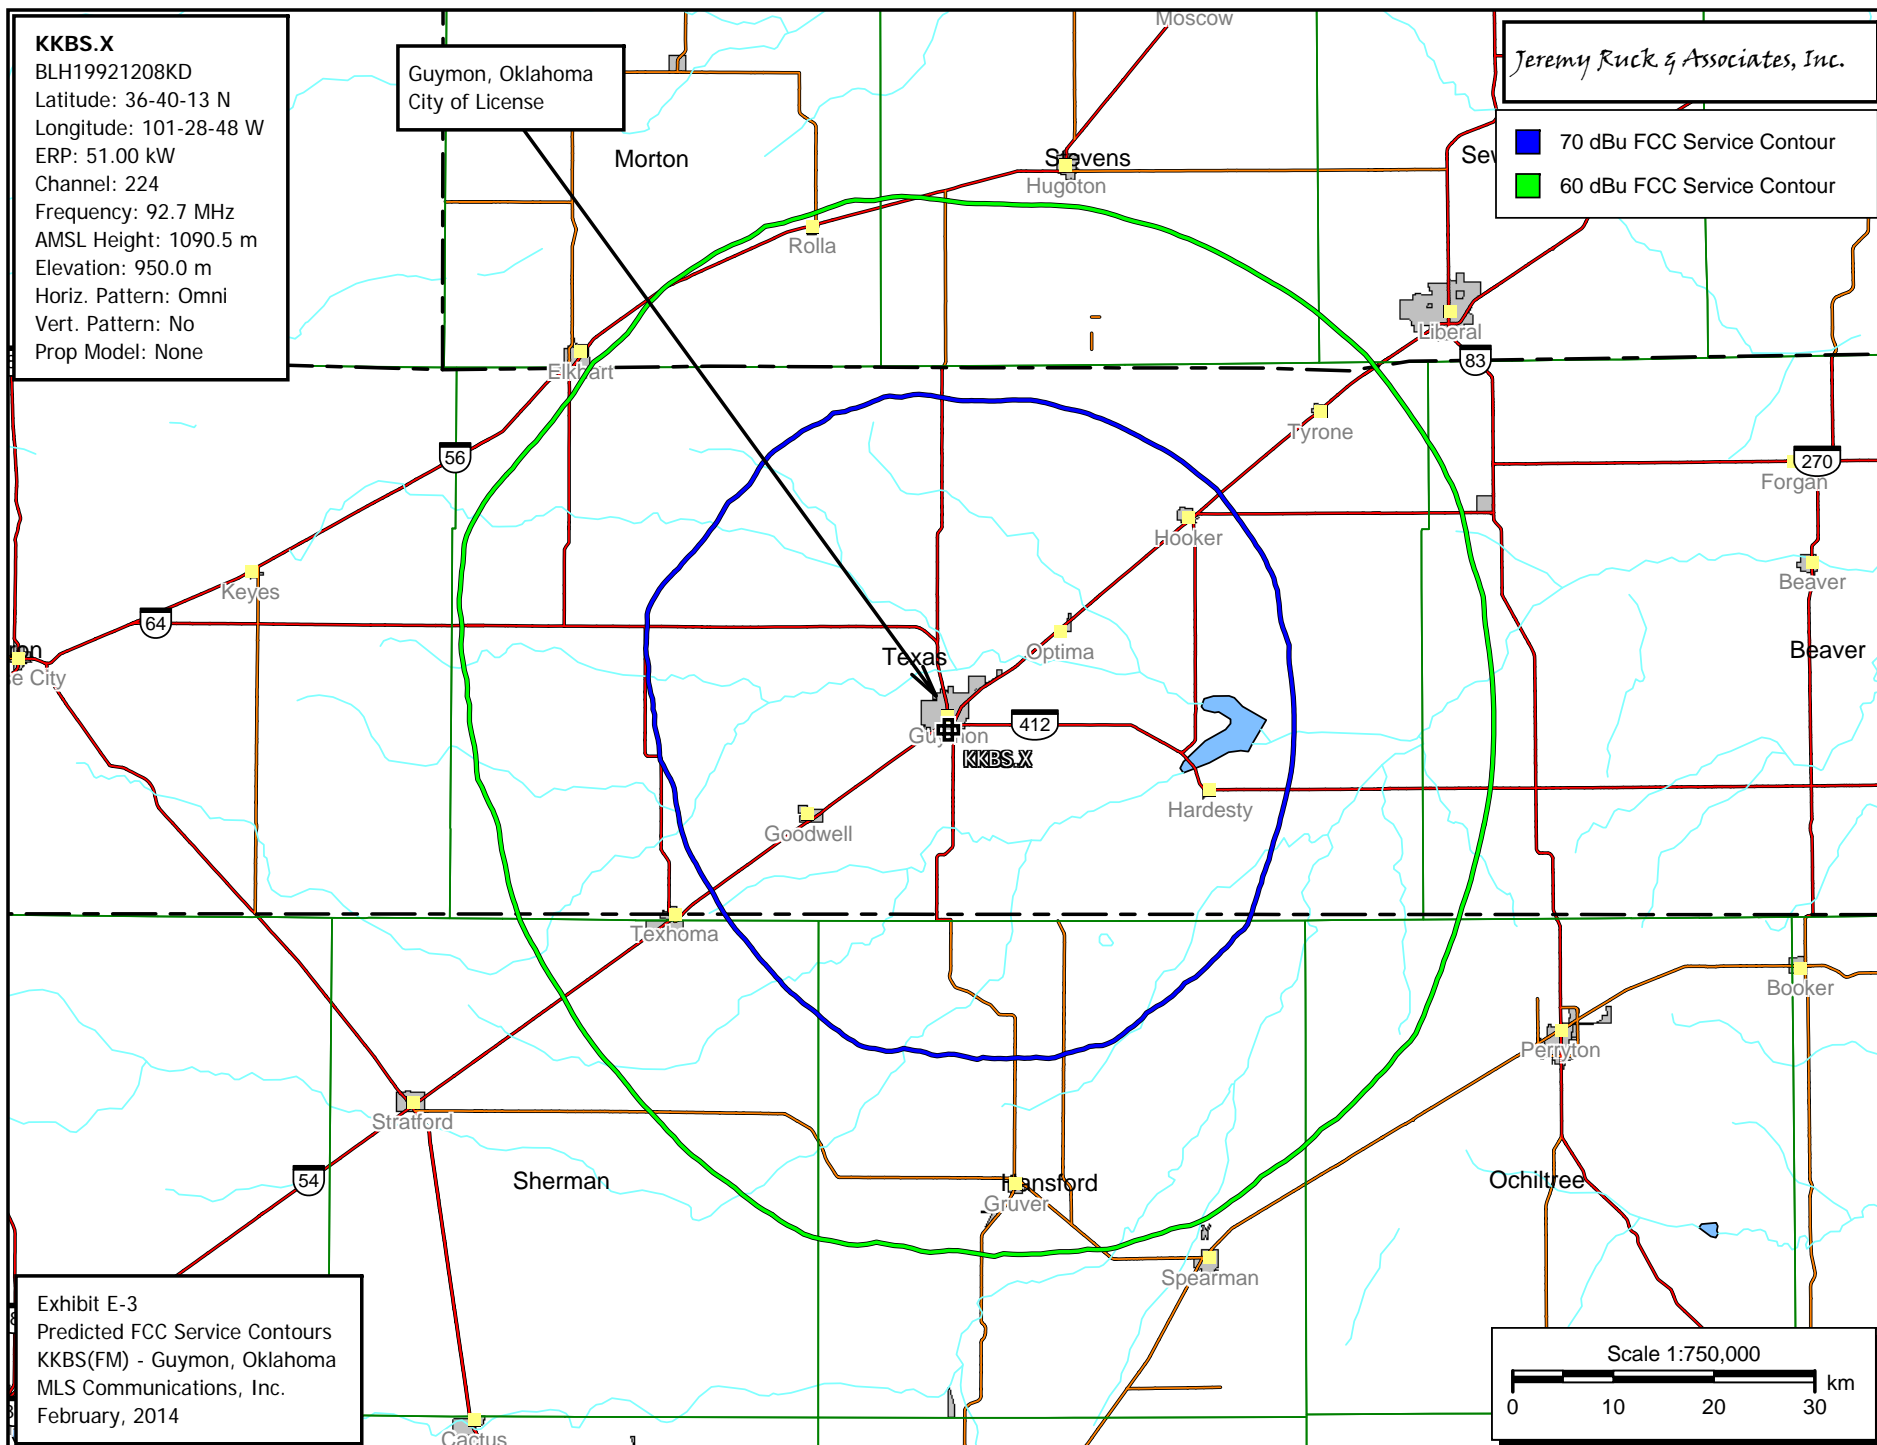 KKBS.X
BLH19921208KD
Latitude: 36-40-13 N
Longitude: 101-28-48 W
ERP: 51.00 kW
Channel: 224
Frequency: 92.7 MHz
AMSL Height: 1090.5 m
Elevation: 950.0 m
Horiz. Pattern: Omni
Vert. Pattern: No
Prop Model: None
Guymon, Oklahoma
City of License
Jeremy Ruck & Associates, Inc.
70 dBu FCC Service Contour
60 dBu FCC Service Contour
Moscow
Morton
Stevens
Hugoton
Rolla
Liberal
83
Elkhart
Tyrone
56
270
Forgan
Hooker
Keyes
Beaver
64
Optima
Texas
Beaver
se City
412
Guymon
KKBS.X
Hardesty
Goodwell
Texhoma
Booker
Perryton
Stratford
54
Sherman
Hansford
Gruver
Ochiltree
Spearman
Cactus
Exhibit E-3
Predicted FCC Service Contours
KKBS(FM) - Guymon, Oklahoma
MLS Communications, Inc.
February, 2014
Scale 1:750,000
km
0 10 20 30